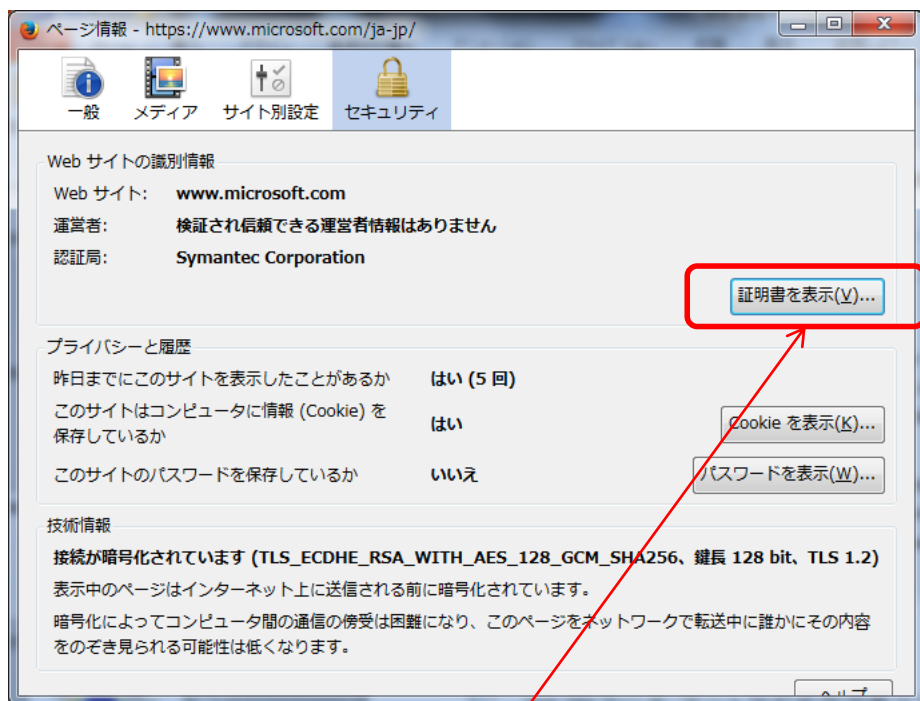 ページ情報 - https://www.microsoft.com/ja-jp/
一般 メディア サイト別設定 セキュリティ
Web サイトの識別情報
Web サイト: www.microsoft.com
運営者: 検証され信頼できる運営者情報はありません
認証局: Symantec Corporation
証明書を表示(V)...
プライバシーと履歴
昨日までにこのサイトを表示したことがあるか はい (5 回)
このサイトはコンピュータに情報 (Cookie) を
保存しているか はい Cookie を表示(K)...
このサイトのパスワードを保存しているか いいえ パスワードを表示(W)...
技術情報
接続が暗号化されています (TLS_ECDHE_RSA_WITH_AES_128_GCM_SHA256、鍵長 128 bit、TLS 1.2)
表示中のページはインターネット上に送信される前に暗号化されています。
暗号化によってコンピュータ間の通信の傍受は困難になり、このページをネットワークで転送中に誰かにその内容
をのぞき見られる可能性は低くなります。
ヘルプ